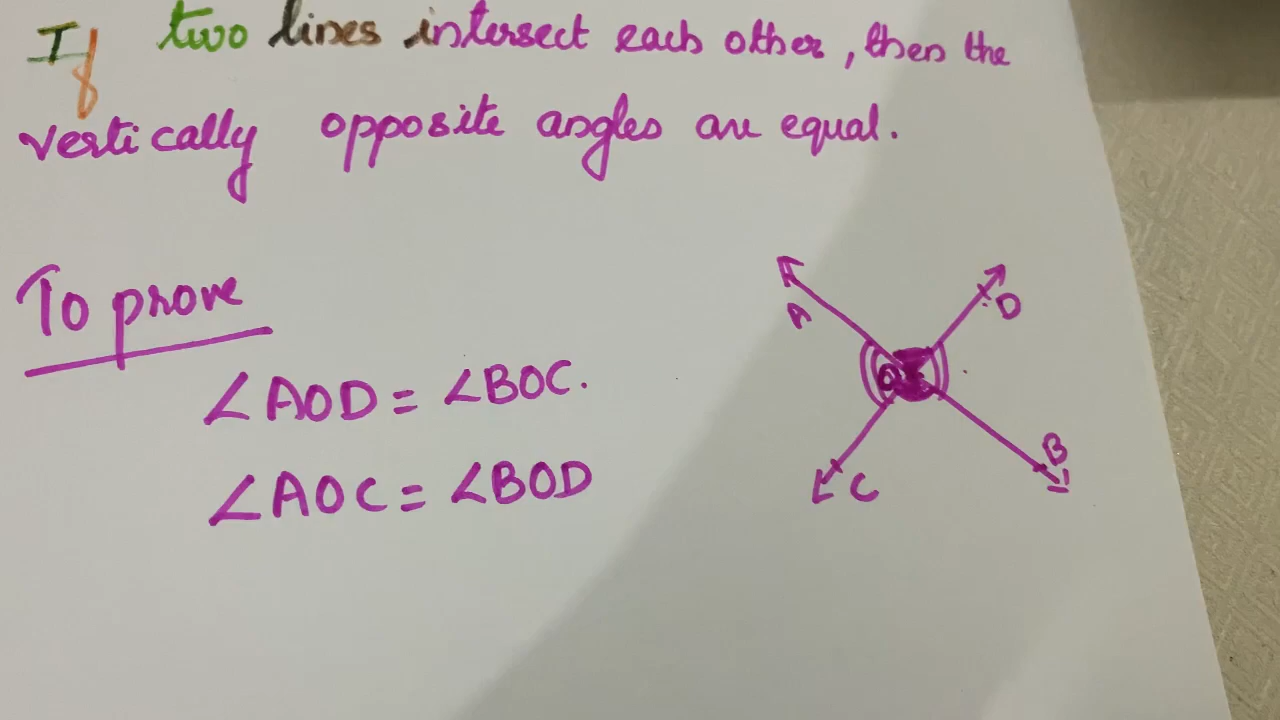 If two lines intersect each other, then the
vertically opposite angles are equal.
To prove
∠AOD = ∠BOC.
∠AOC = ∠BOD
A
D
O
B
C